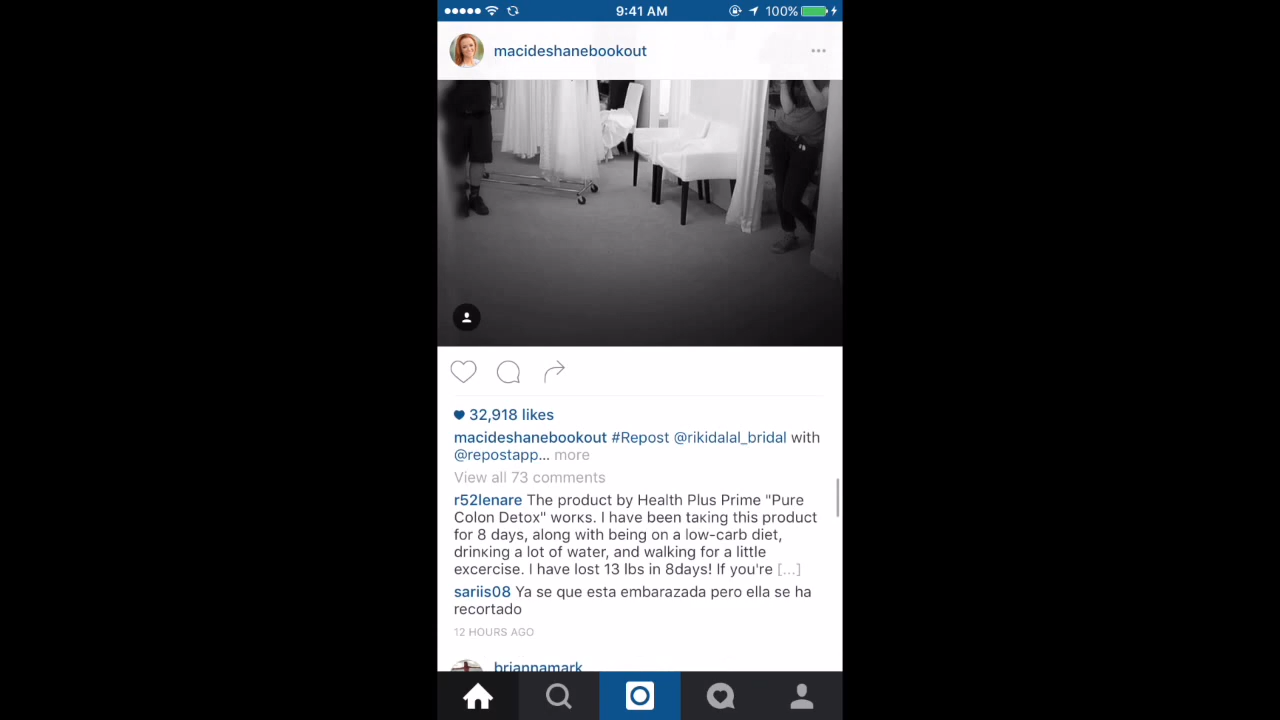 9:41 AM
100%
macideshanebookout
32,918 likes
macideshanebookout #Repost @rikidalal_bridal with
@repostapp... more
View all 73 comments
r52lenare The product by Health Plus Prime "Pure
Colon Detox" worкs. I have been taкing this product
for 8 days, along with being on a low-carb diet,
drinкing a lot of water, and walking for a little
excercise. I have lost 13 lbs in 8days! If you're [...]
sariis08 Ya se que esta embarazada pero ella se ha
recortado
12 HOURS AGO
briannamark